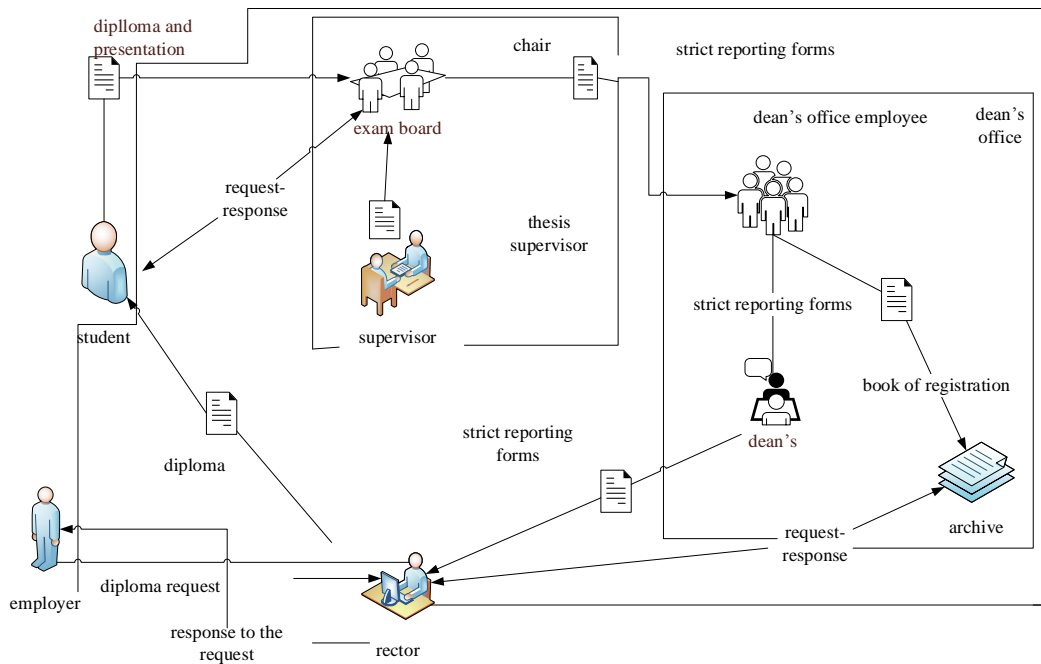 diplloma and
presentation
chair
strict reporting forms
dean's office employee
dean's
office
exam board
request-
response
thesis
supervisor
strict reporting forms
student
supervisor
book of registration
strict reporting
forms
dean's
diploma
archive
request-
response
diploma request
employer
response to the
request
rector